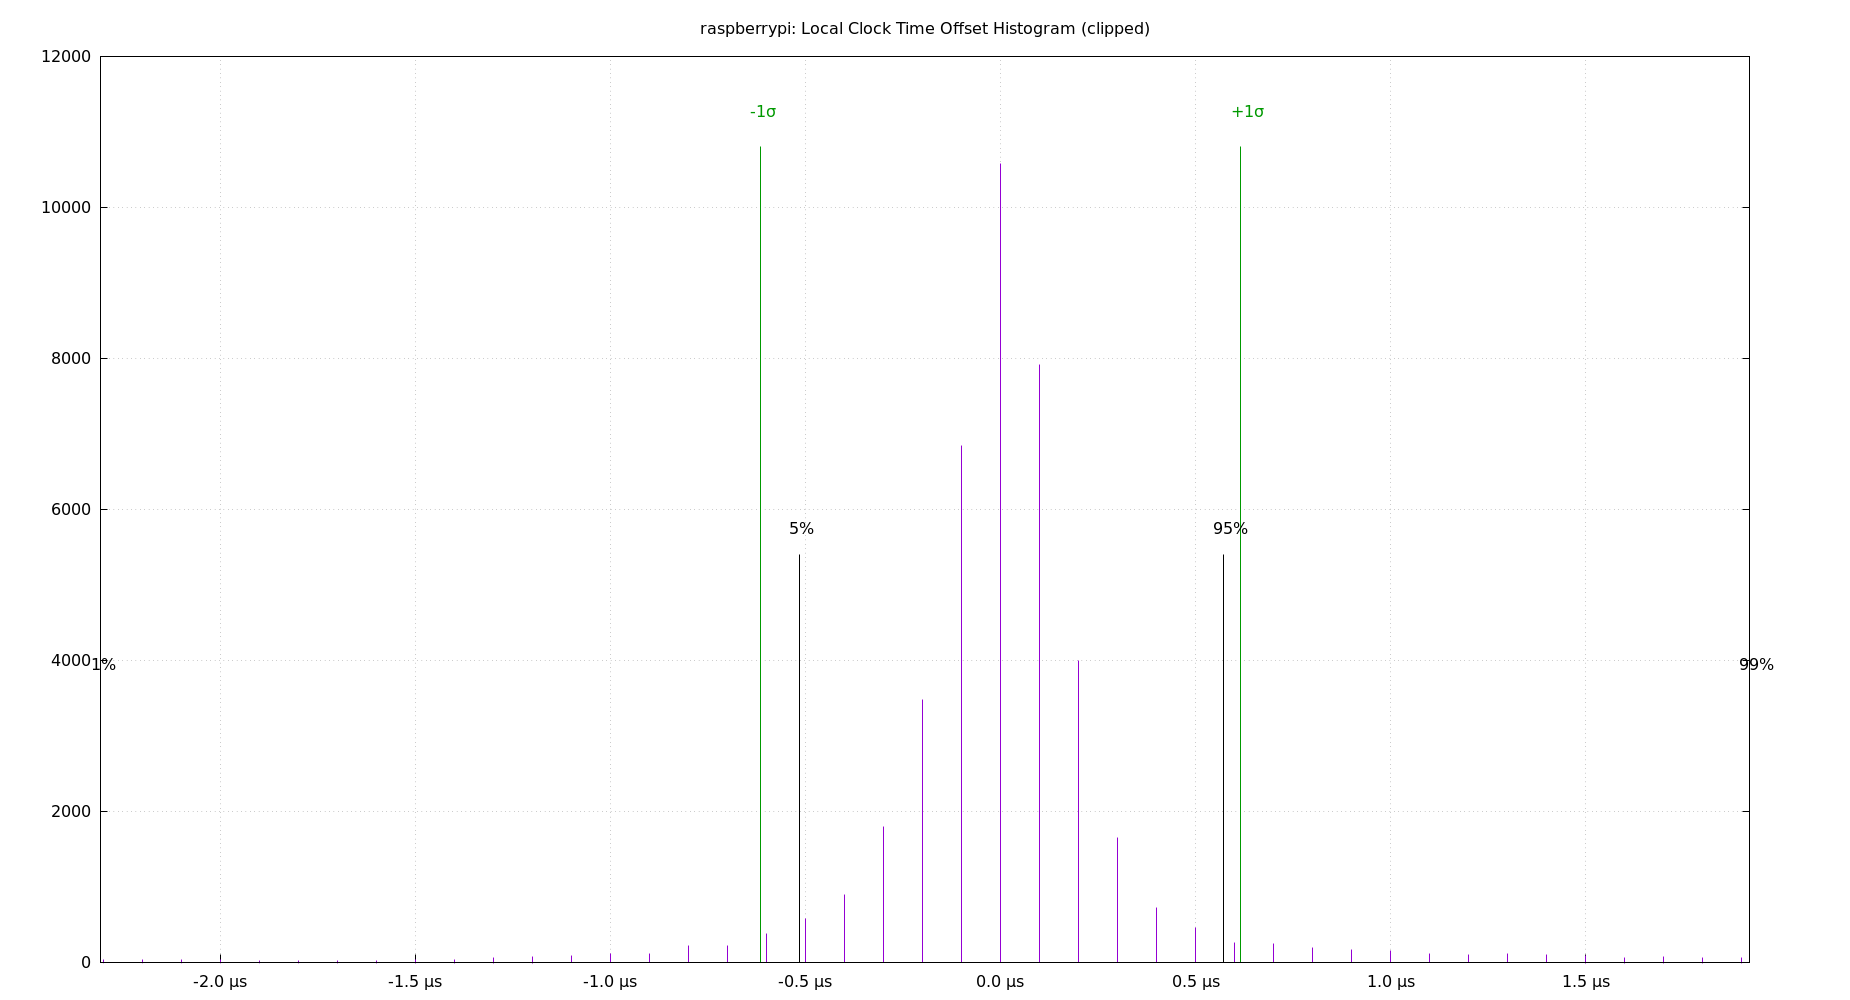 raspberrypi: Local Clock Time Offset Histogram (clipped)
12000
-1σ
+1σ
10000
8000
6000
5%
95%
4000
1%
99%
2000
0
-2.0 µs
-1.5 µs
-1.0 µs
-0.5 µs
0.0 µs
0.5 µs
1.0 µs
1.5 µs